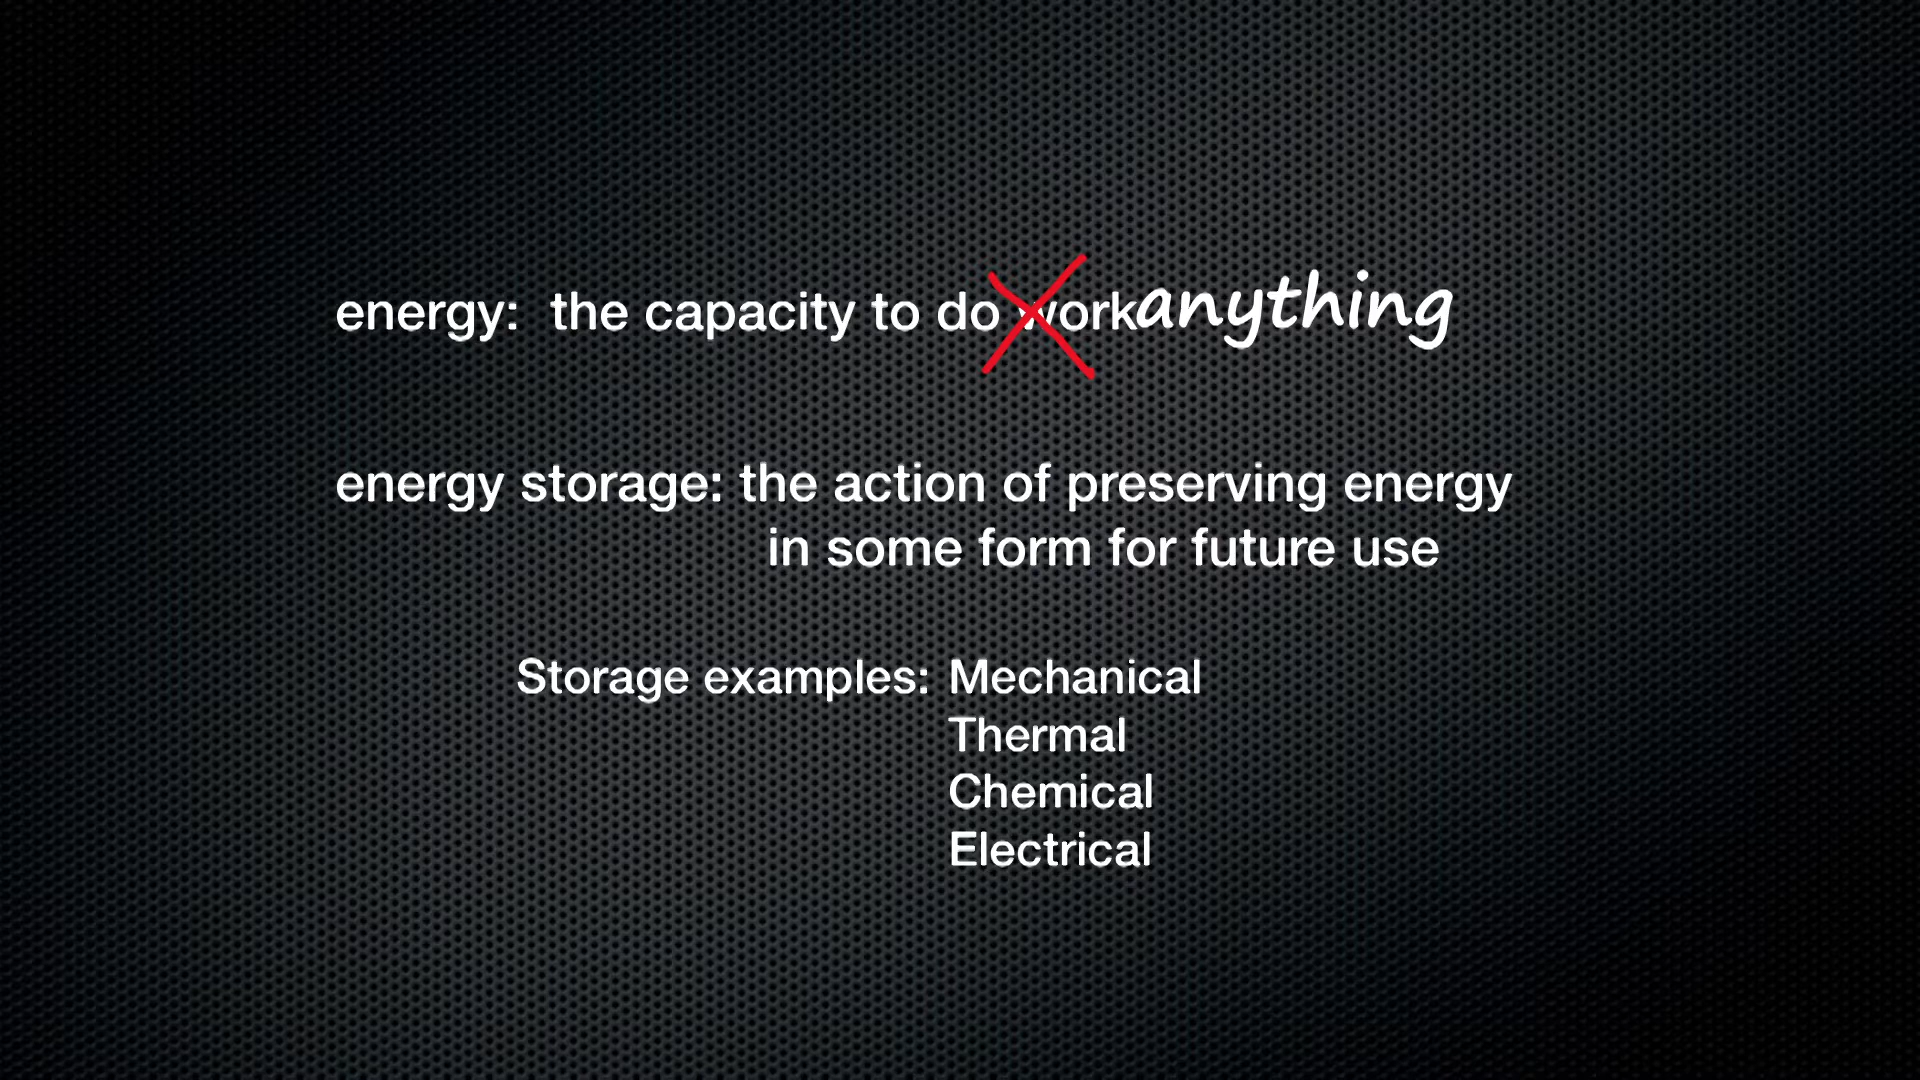 energy: the capacity to do work anything
energy storage: the action of preserving energy
in some form for future use
Storage examples: Mechanical
Thermal
Chemical
Electrical